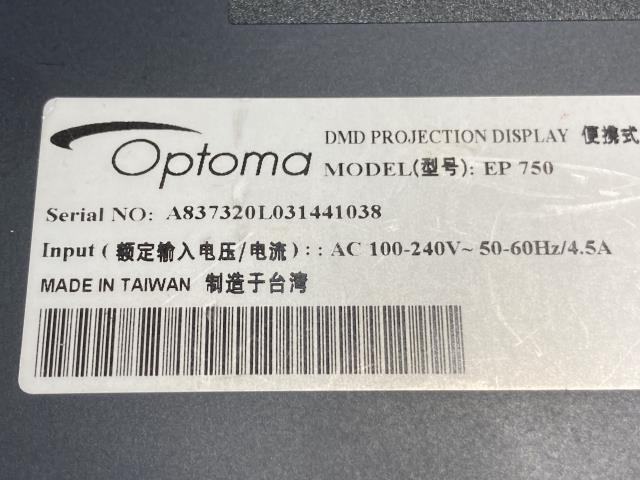 Optoma
DMD PROJECTION DISPLAY 便携式
MODEL(型号): EP 750
Serial NO: A837320L031441038
Input ( 额定输入电压/电流 ) : : AC 100-240V~ 50-60Hz/4.5A
MADE IN TAIWAN 制造于台湾